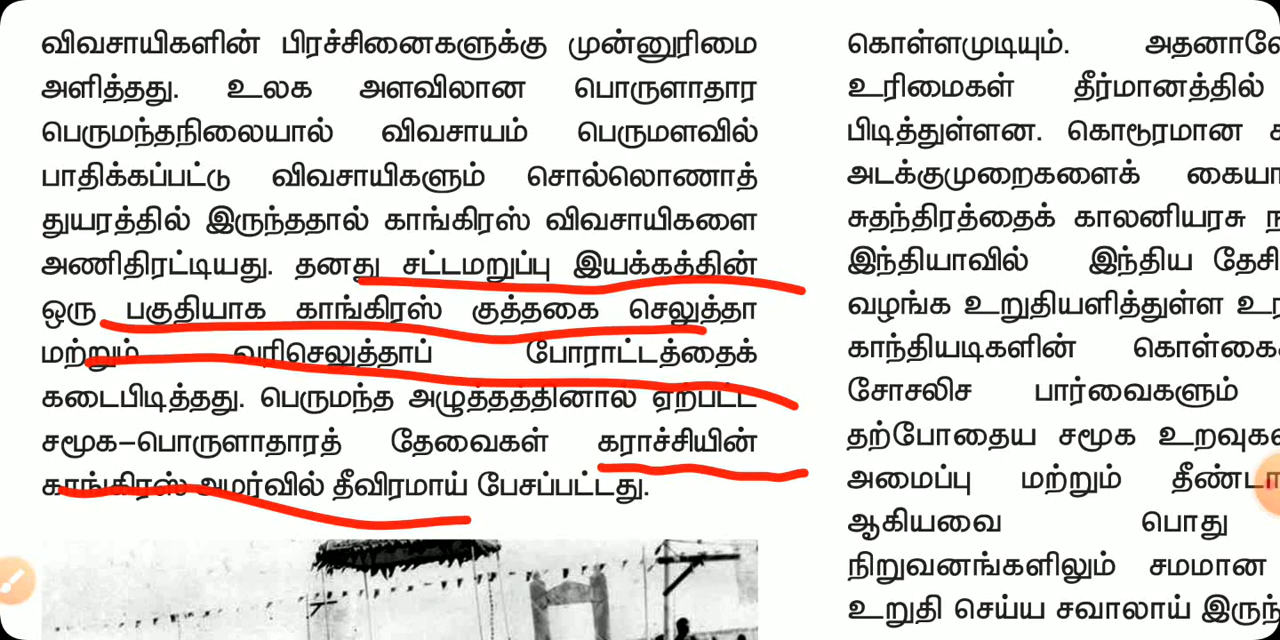 விவசாயிகளின் பிரச்சினைகளுக்கு முன்னுரிமை
அளித்தது. உலக அளவிலான பொருளாதார
பெருமந்தநிலையால் விவசாயம் பெருமளவில்
பாதிக்கப்பட்டு விவசாயிகளும் சொல்லொணாத்
துயரத்தில் இருந்ததால் காங்கிரஸ் விவசாயிகளை
அணிதிரட்டியது. தனது சட்டமறுப்பு இயக்கத்தின்
ஒரு பகுதியாக காங்கிரஸ் குத்தகை செலுத்தா
மற்றும் வரிசெலுத்தாப் போராட்டத்தைக்
கடைபிடித்தது. பெருமந்த அழுத்தத்தினால் ஏற்பட்ட
சமூக–பொருளாதாரத் தேவைகள் கராச்சியின்
காங்கிரஸ் அமர்வில் தீவிரமாய் பேசப்பட்டது.
கொள்ளமுடியும்.
உரிமைகள் தீர்மானத்தில்
பிடித்துள்ளன. கொடூரமான
அடக்குமுறைகளைக்
சுதந்திரத்தைக் காலனியரசு
இந்தியாவில் இந்திய
வழங்க உறுதியளித்துள்ள
காந்தியடிகளின்
சோசலிச பார்வைகளும்
தற்போதைய சமூக
அமைப்பு மற்றும்
ஆகியவை பொது
நிறுவனங்களிலும் சமமான
உறுதி செய்ய சவாலாய்